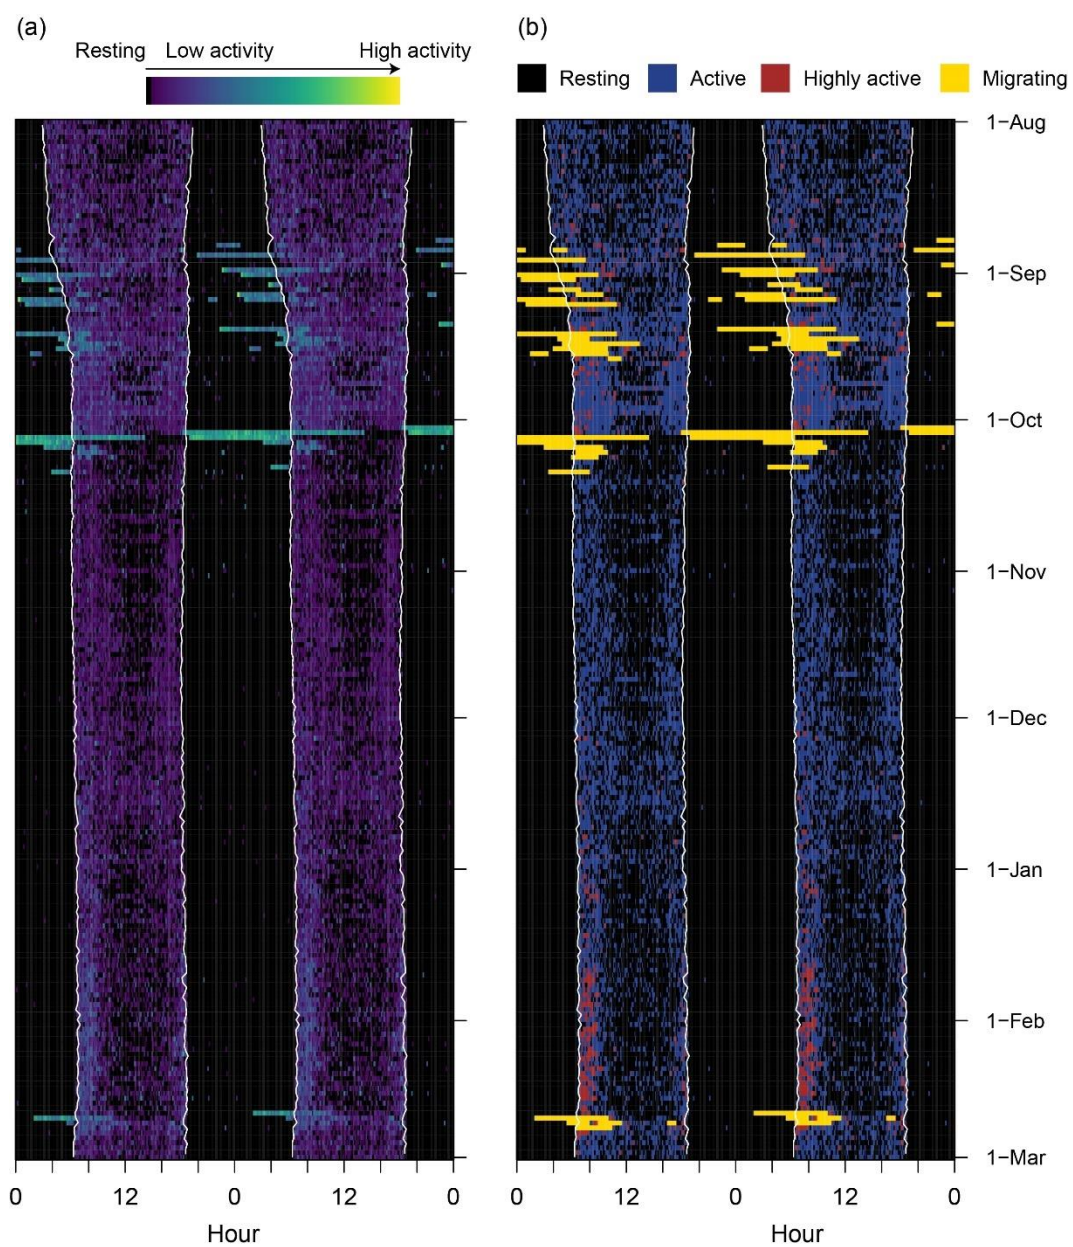 (a)
Resting Low activity High activity
(b)
Resting Active Highly active Migrating
1−Aug
1−Sep
1−Oct
1−Nov
1−Dec
1−Jan
1−Feb
1−Mar
0 12 0 12 0
Hour
0 12 0 12 0
Hour